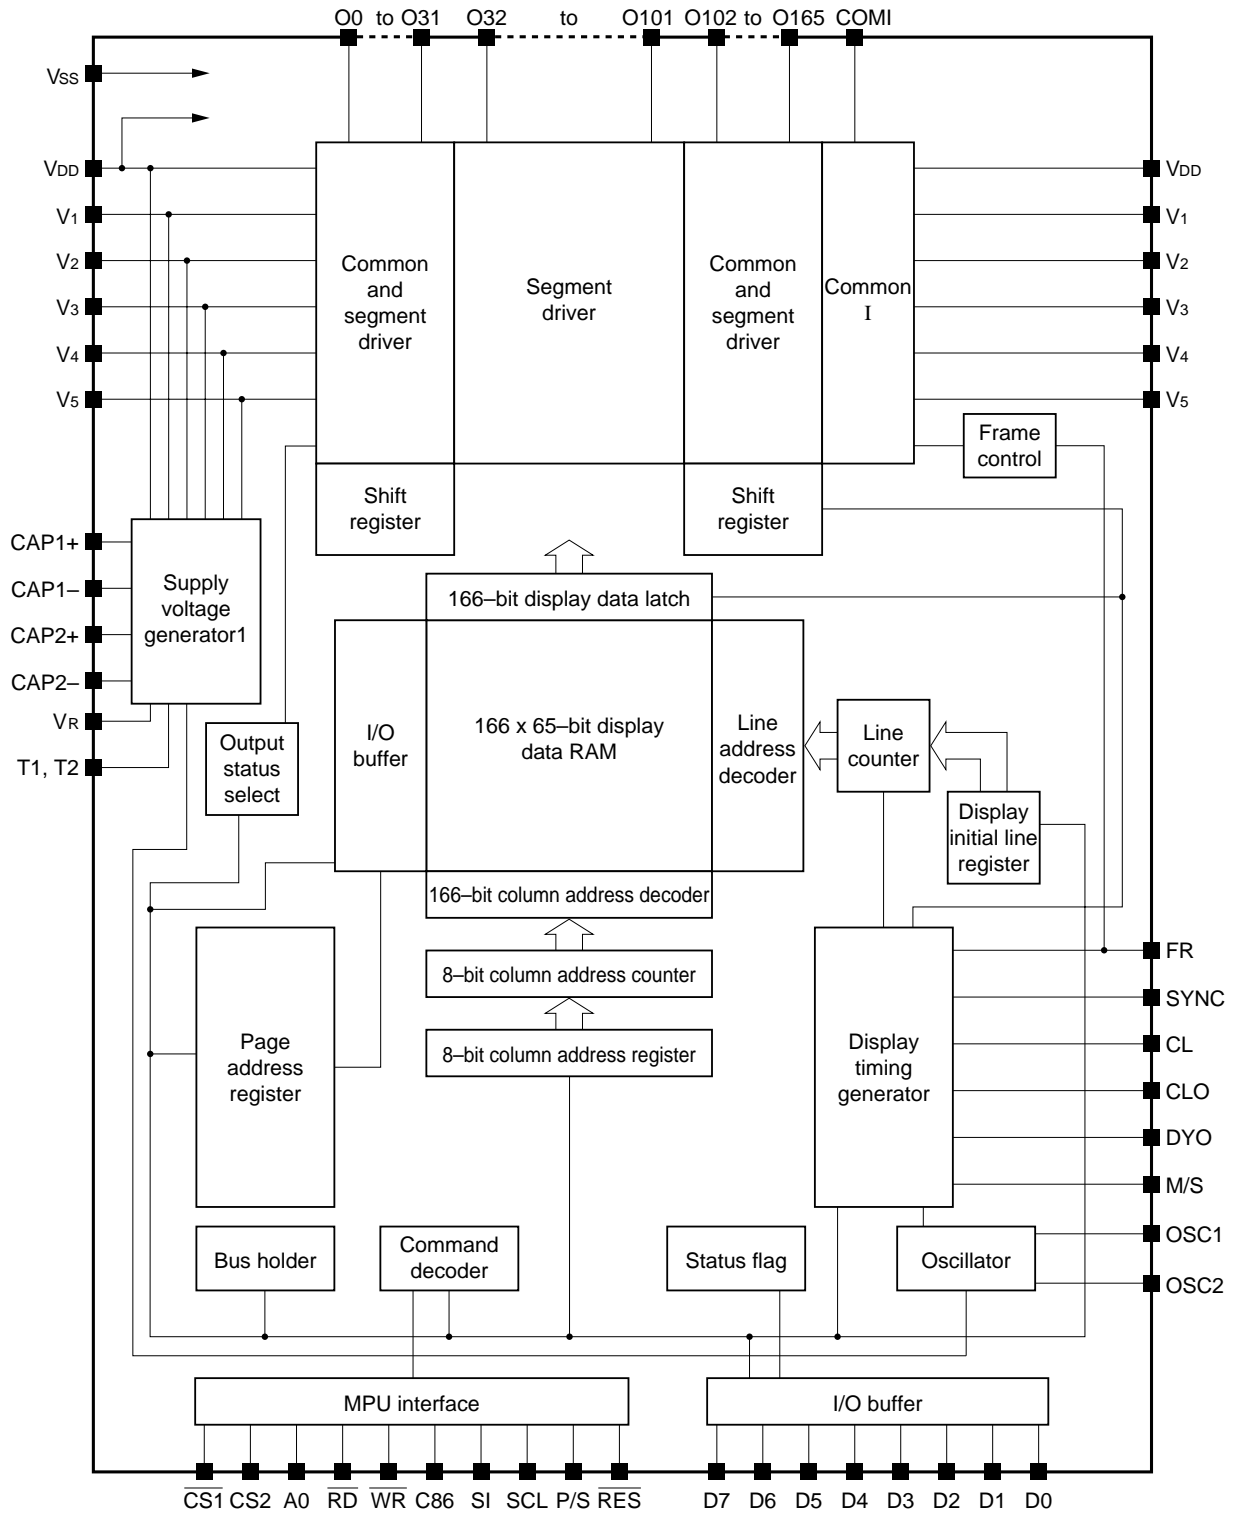 O0 to O31 O32 to O101 O102 to O165 COMI
VSS
VDD
V1
V2
V3
V4
V5
VDD
V1
V2
V3
V4
V5
Common
and
segment
driver
Segment
driver
Common
and
segment
driver
Common
I
Frame
control
Shift
register
Shift
register
CAP1+
CAP1–
CAP2+
CAP2–
VR
T1, T2
Supply
voltage
generator1
166–bit display data latch
Output
status
select
I/O
buffer
166 x 65–bit display
data RAM
Line
address
decoder
Line
counter
Display
initial line
register
166–bit column address decoder
8–bit column address counter
8–bit column address register
Page
address
register
Display
timing
generator
FR
SYNC
CL
CLO
DYO
M/S
OSC1
OSC2
Bus holder
Command
decoder
Status flag
Oscillator
MPU interface
I/O buffer
C̅S̅1̅ CS2 A0 R̅D̅ W̅R̅ C86 SI SCL P/S R̅E̅S̅ D7 D6 D5 D4 D3 D2 D1 D0